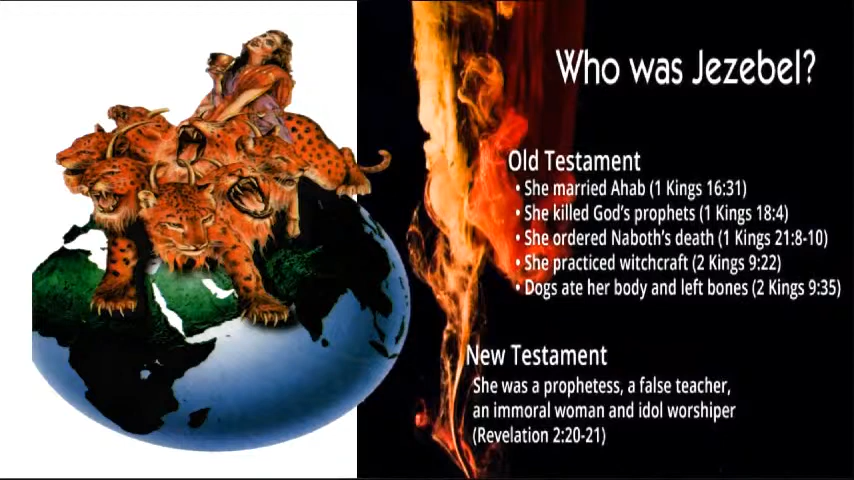 Who was Jezebel?
Old Testament
• She married Ahab (1 Kings 16:31)
• She killed God's prophets (1 Kings 18:4)
• She ordered Naboth's death (1 Kings 21:8-10)
• She practiced witchcraft (2 Kings 9:22)
• Dogs ate her body and left bones (2 Kings 9:35)
New Testament
She was a prophetess, a false teacher,
an immoral woman and idol worshiper
(Revelation 2:20-21)